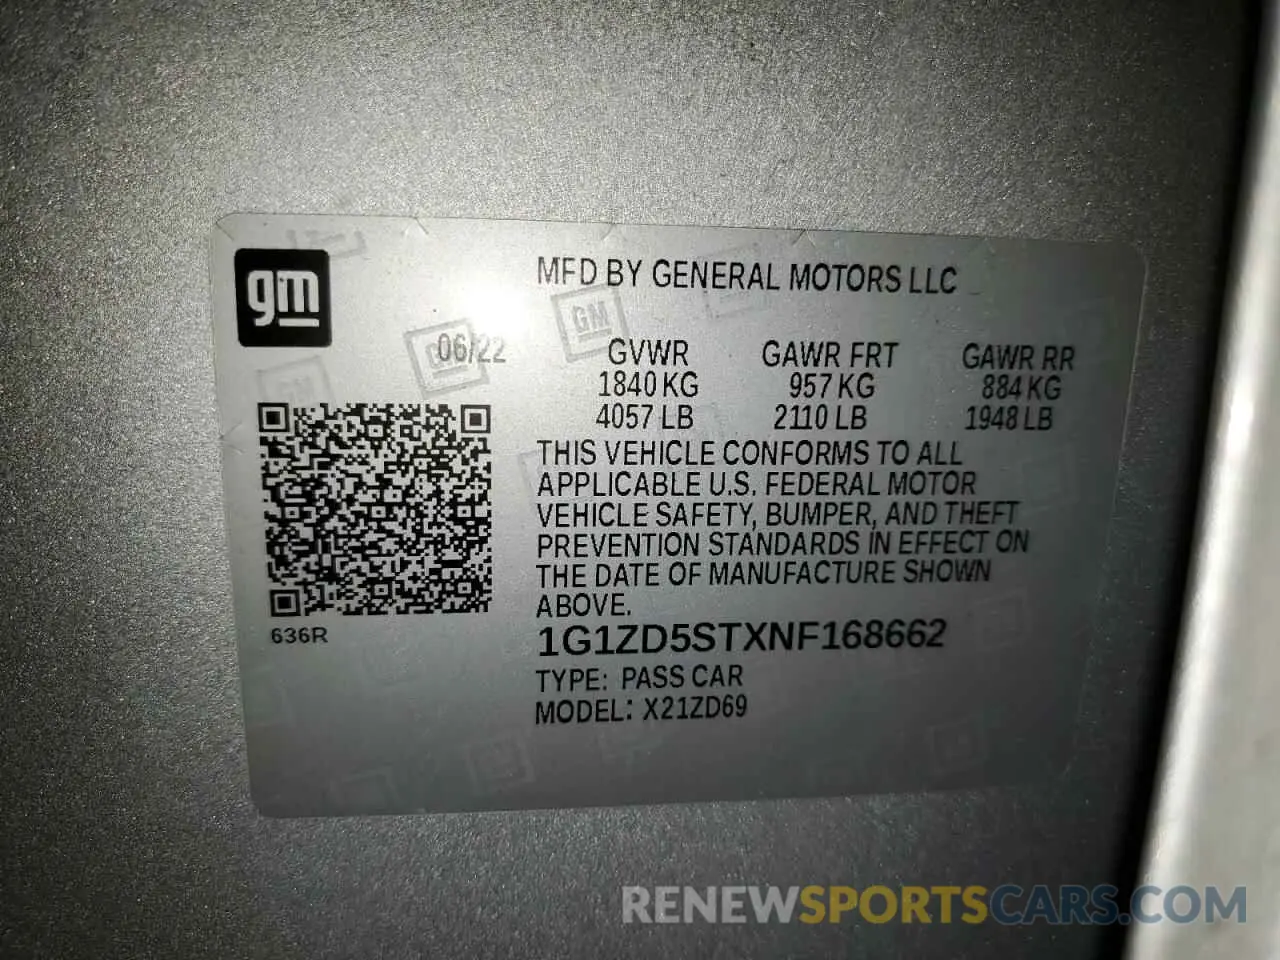 gm
MFD BY GENERAL MOTORS LLC
GM
06/22
GVWR GAWR FRT GAWR RR
1840 KG 957 KG 884 KG
4057 LB 2110 LB 1948 LB
THIS VEHICLE CONFORMS TO ALL
APPLICABLE U.S. FEDERAL MOTOR
VEHICLE SAFETY, BUMPER, AND THEFT
PREVENTION STANDARDS IN EFFECT ON
THE DATE OF MANUFACTURE SHOWN
ABOVE.
636R
1G1ZD5STXNF168662
TYPE: PASS CAR
MODEL: X21ZD69
RENEWSPORTSCARS.COM